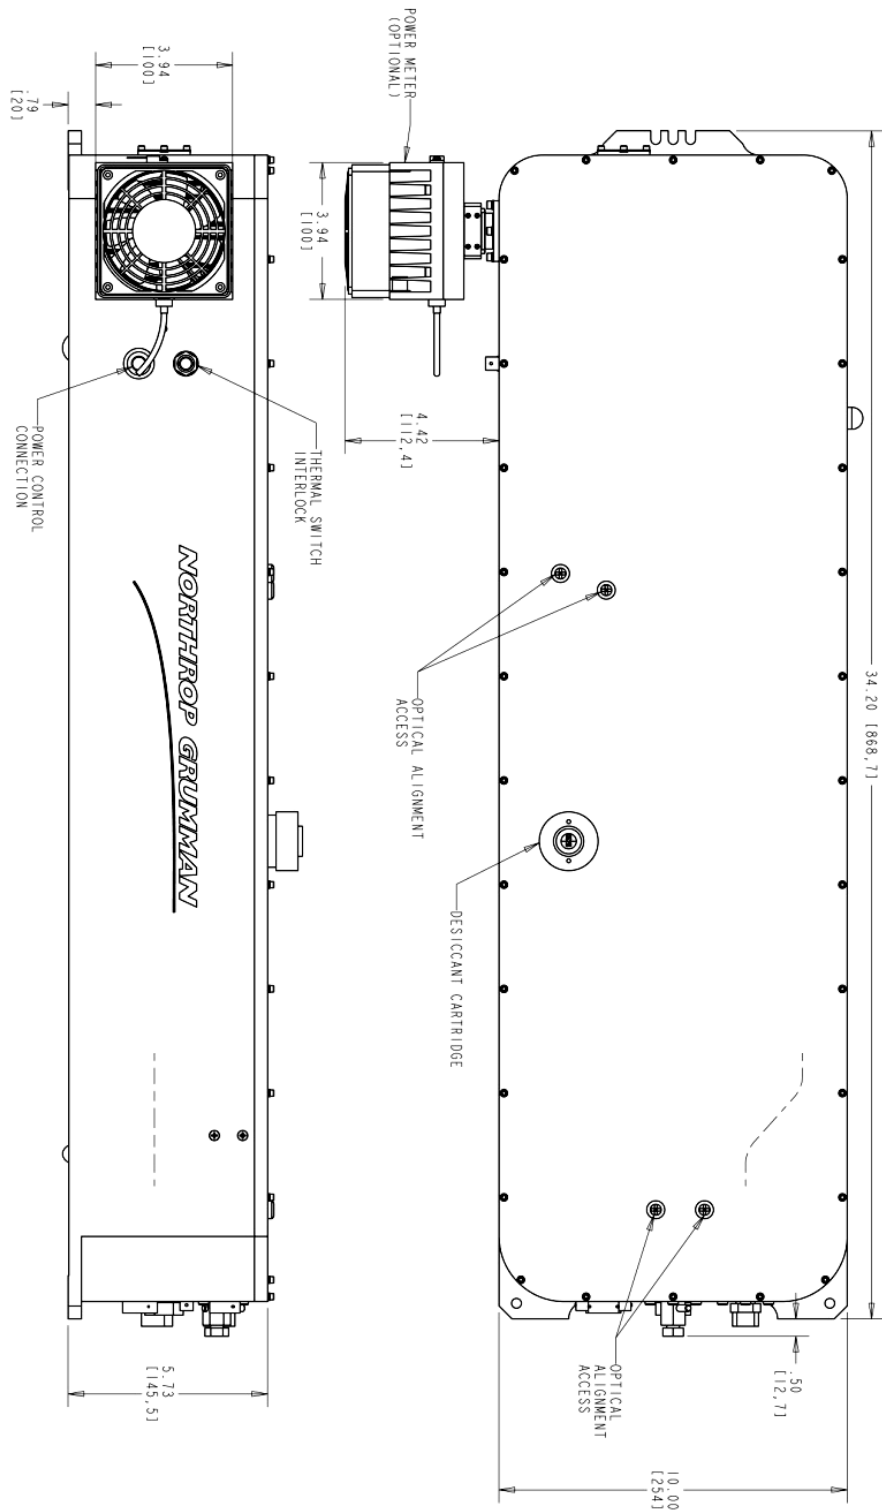 34.20 [868,7]
.50
[12,7]
10.00
[254]
OPTICAL
ALIGNMENT
ACCESS
DESICCANT CARTRIDGE
OPTICAL ALIGNMENT
ACCESS
4.42
[112,4]
POWER METER
(OPTIONAL)
3.94
[100]
THERMAL SWITCH
INTERLOCK
NORTHROP GRUMMAN
POWER CONTROL
CONNECTION
3.94
[100]
.79
[20]
5.73
[145,5]